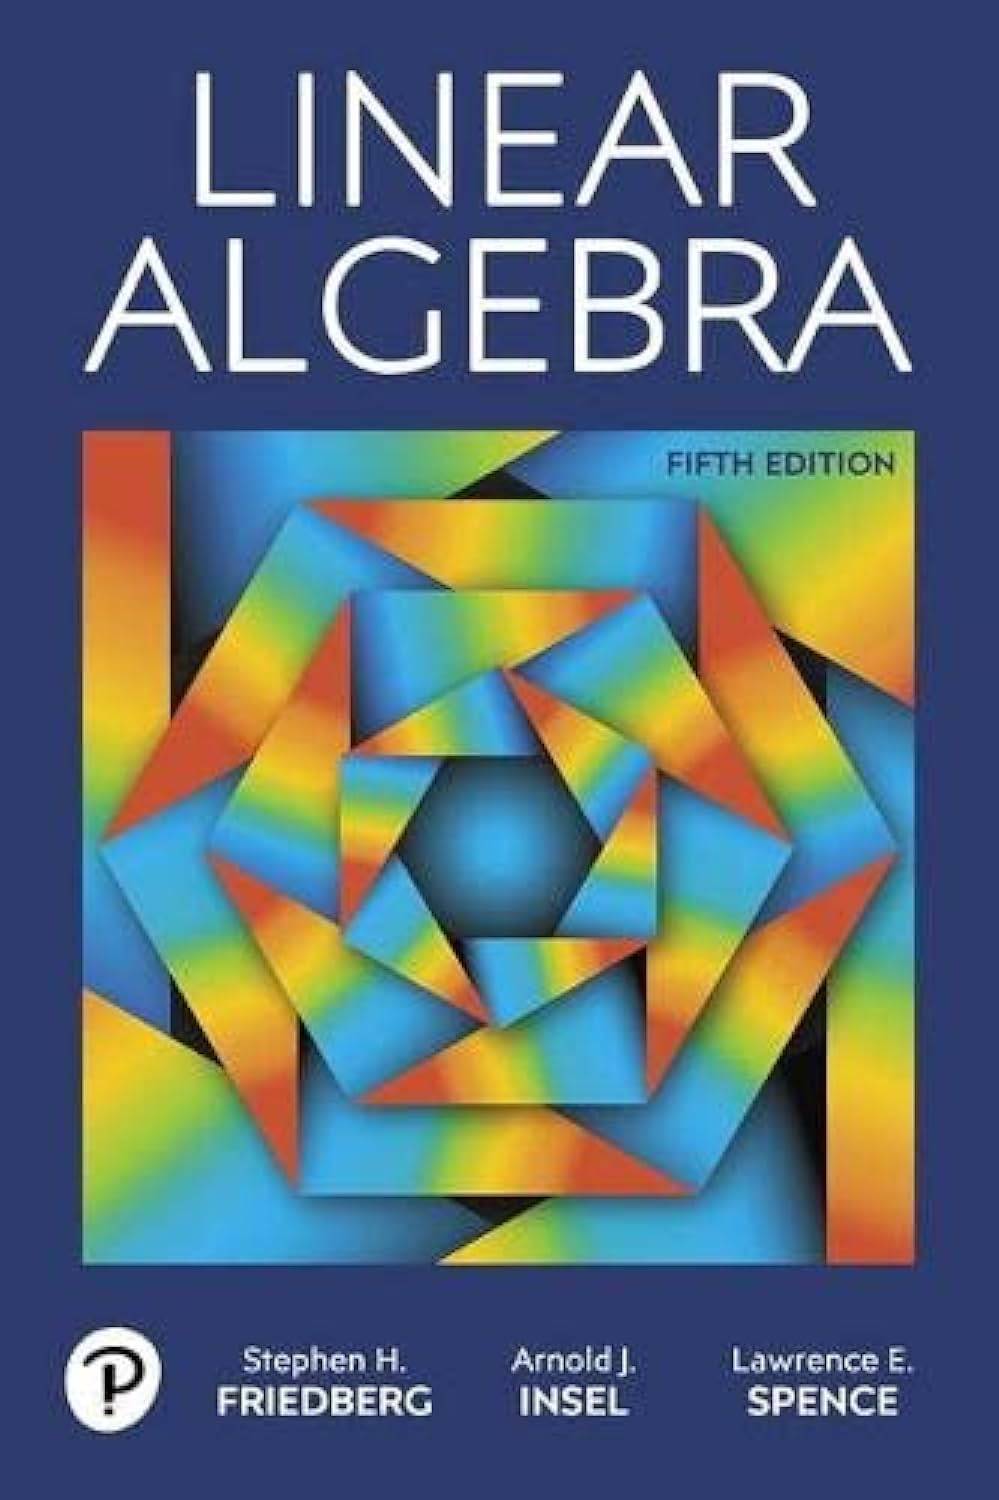 LINEAR
ALGEBRA
FIFTH EDITION
P
Stephen H.
FRIEDBERG
Arnold J.
INSEL
Lawrence E.
SPENCE